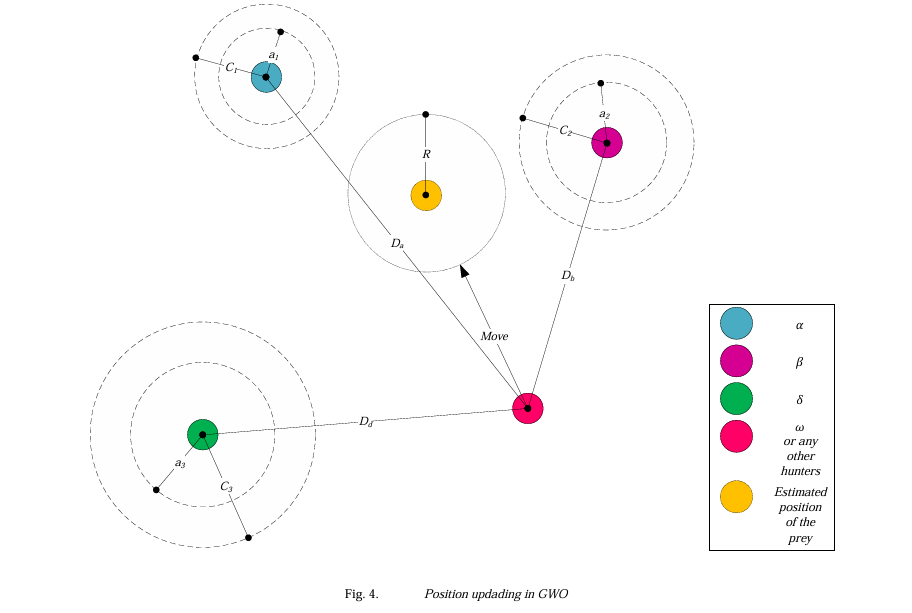 a1
C1
a2
C2
R
Da
Db
Move
Dd
a3
C3
α
β
δ
ω
or any
other
hunters
Estimated
position
of the
prey
Fig. 4. Position updading in GWO